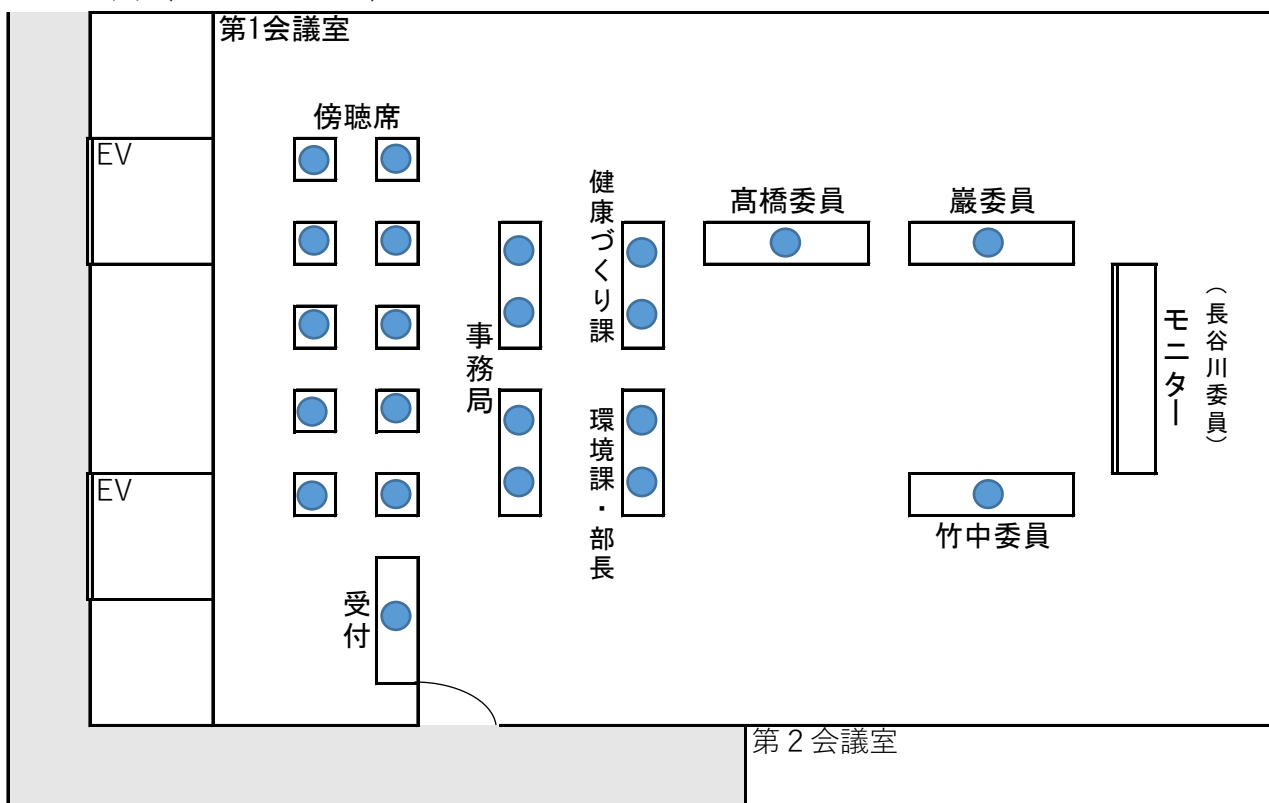 第1会議室
傍聴席
EV
健康づくり課
髙橋委員
巖委員
事務局
モニター
（長谷川委員）
EV
環境課・部長
竹中委員
受付
第２会議室